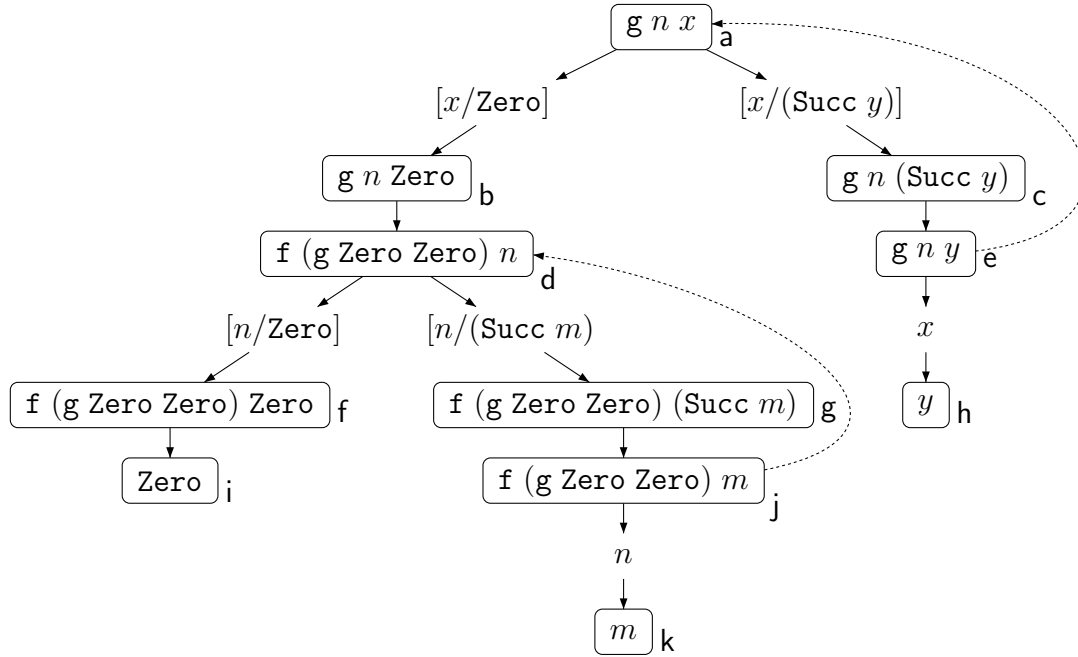 g n x a
[x/Zero] [x/(Succ y)]
g n Zero b
g n (Succ y) c
f (g Zero Zero) n d
g n y e
[n/Zero] [n/(Succ m)
x
f (g Zero Zero) Zero f
f (g Zero Zero) (Succ m) g
y h
Zero i
f (g Zero Zero) m j
n
m k